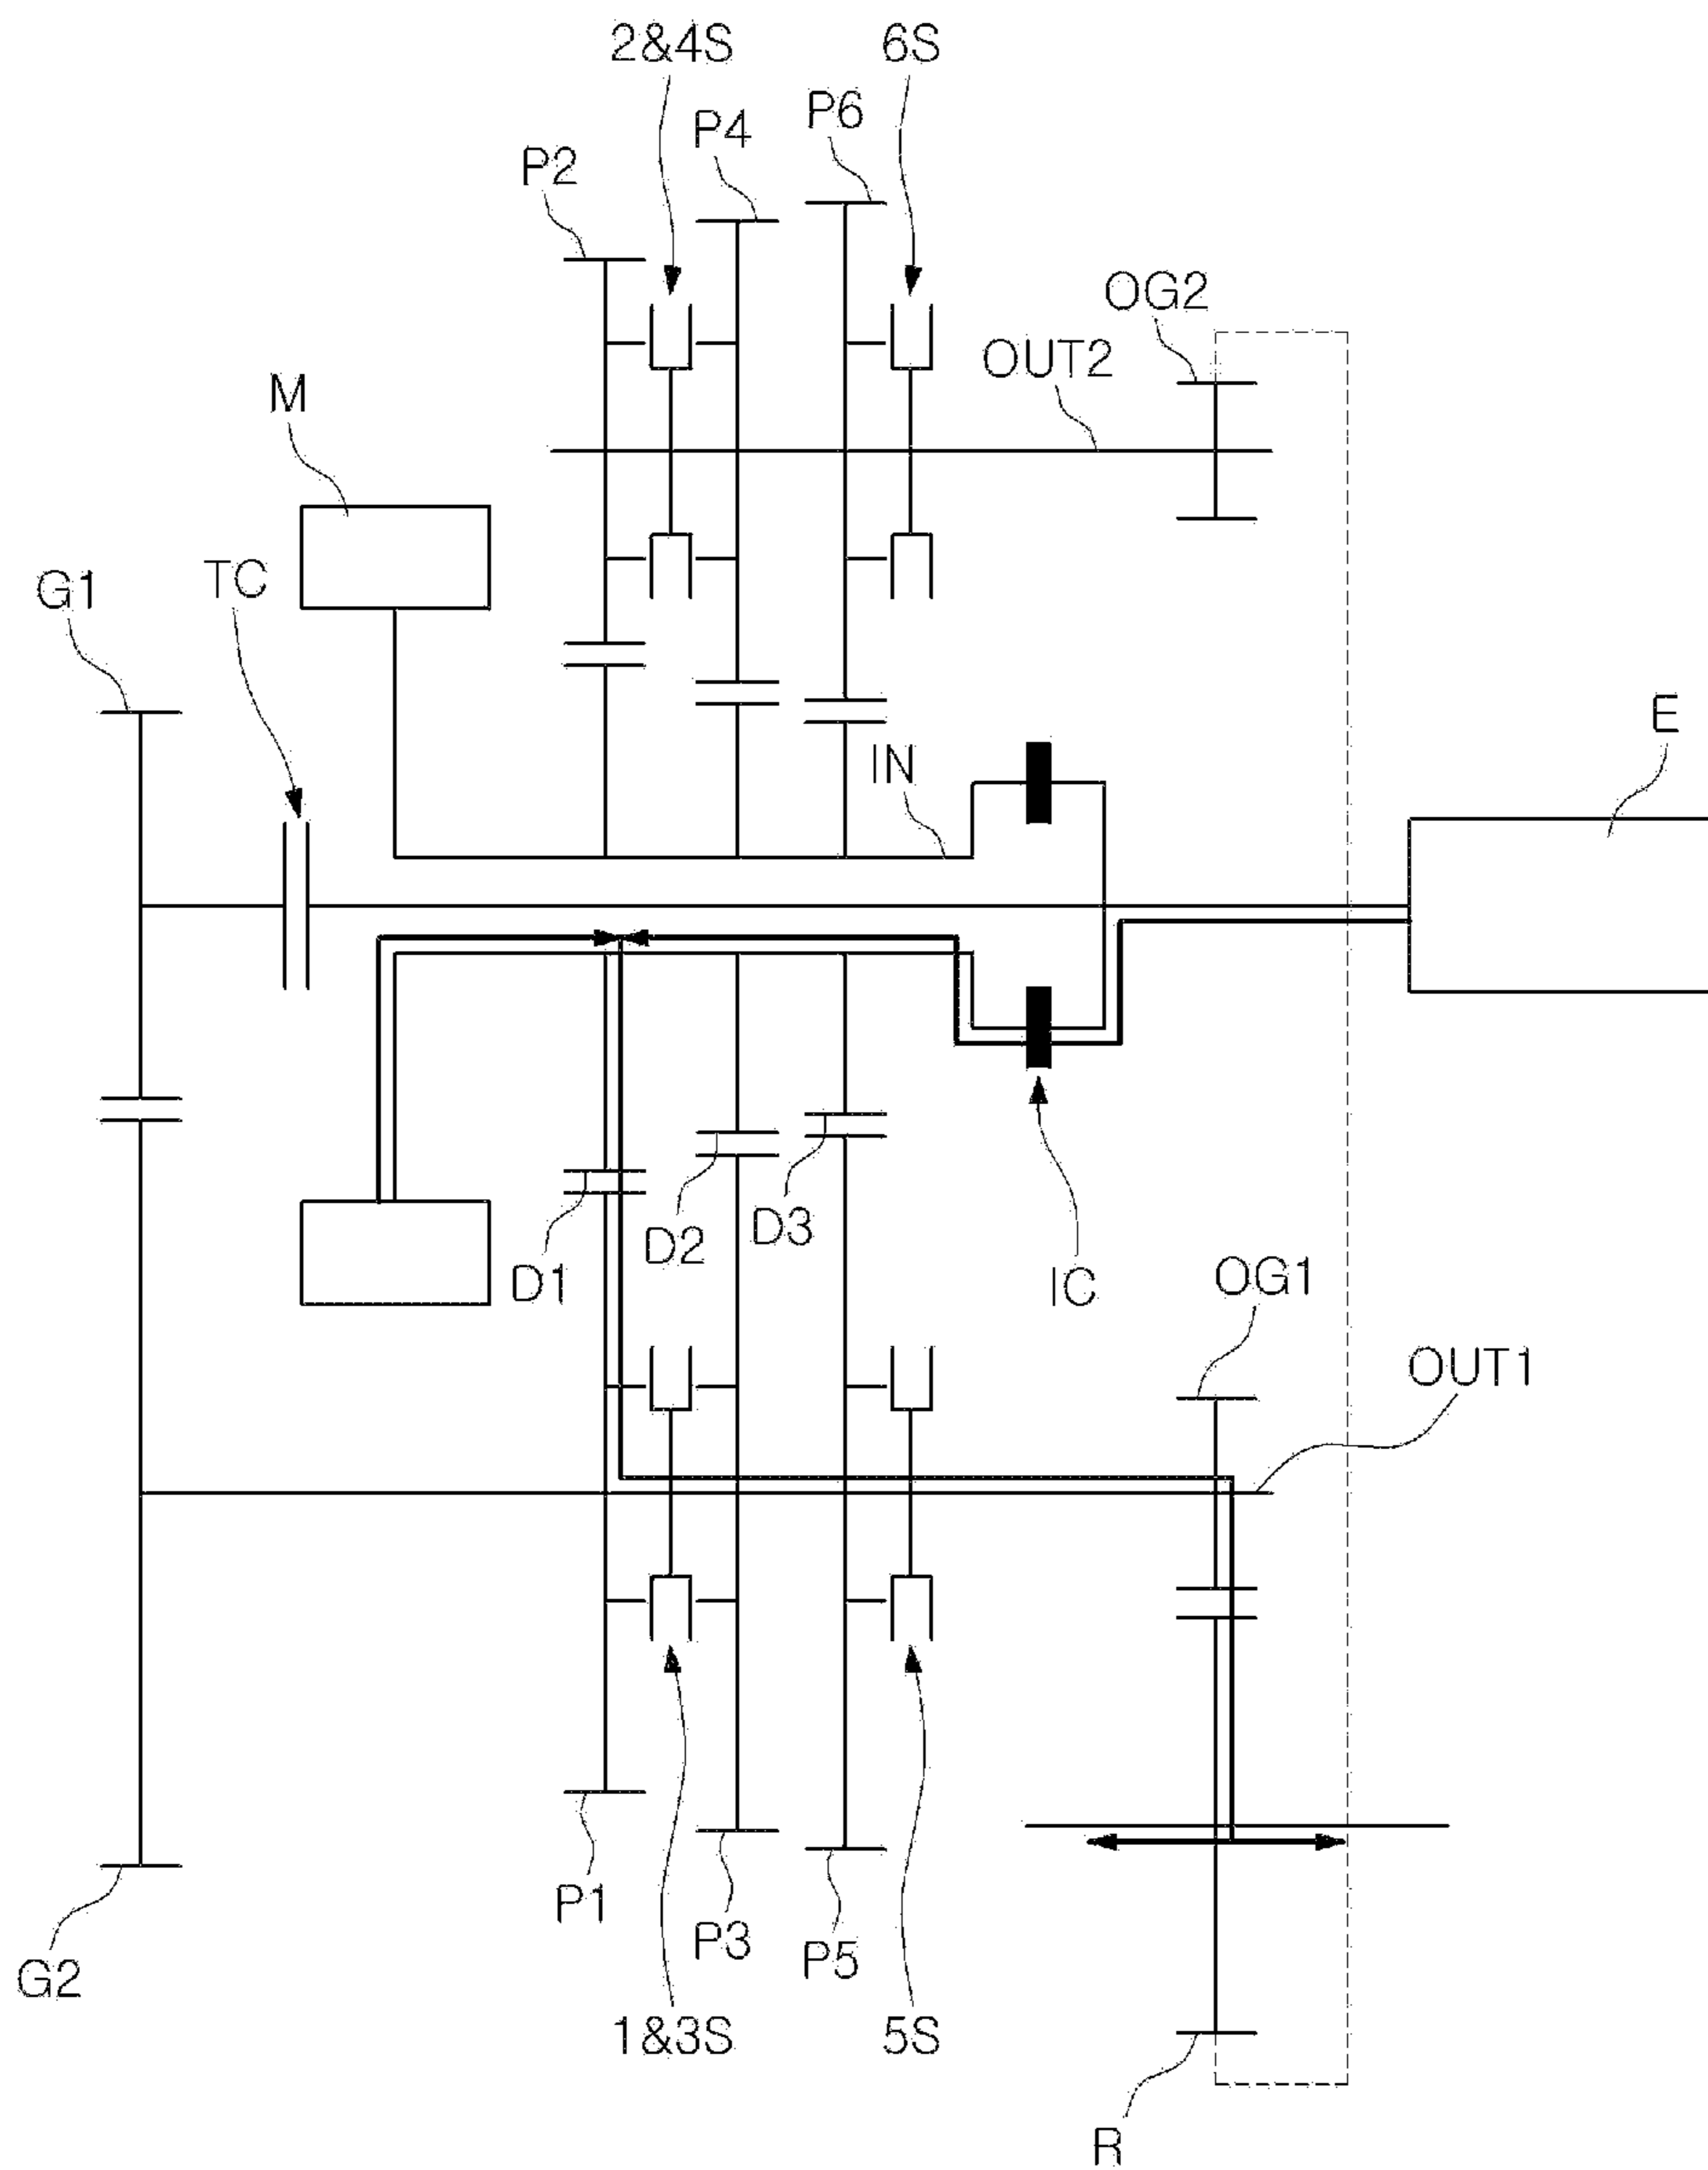 2&4S
6S
P6
P4
P2
OG2
OUT2
M
TC
G1
E
IN
D3
D2
D1
IC
OG1
OUT1
P1
P3
P5
G2
1&3S
5S
R